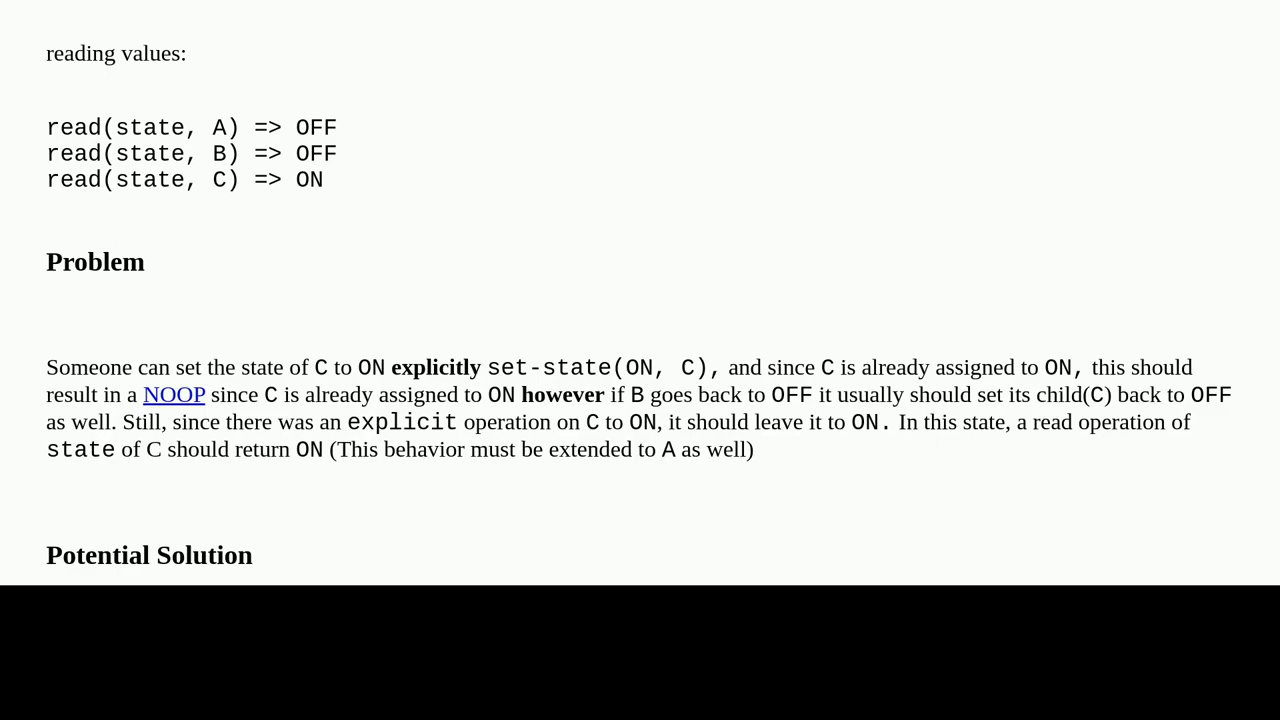 reading values:
read(state, A) => OFF
read(state, B) => OFF
read(state, C) => ON
Problem
Someone can set the state of C to ON explicitly set-state(ON, C), and since C is already assigned to ON, this should
result in a NOOP since C is already assigned to ON however if B goes back to OFF it usually should set its child(C) back to OFF
as well. Still, since there was an explicit operation on C to ON, it should leave it to ON. In this state, a read operation of
state of C should return ON (This behavior must be extended to A as well)
Potential Solution